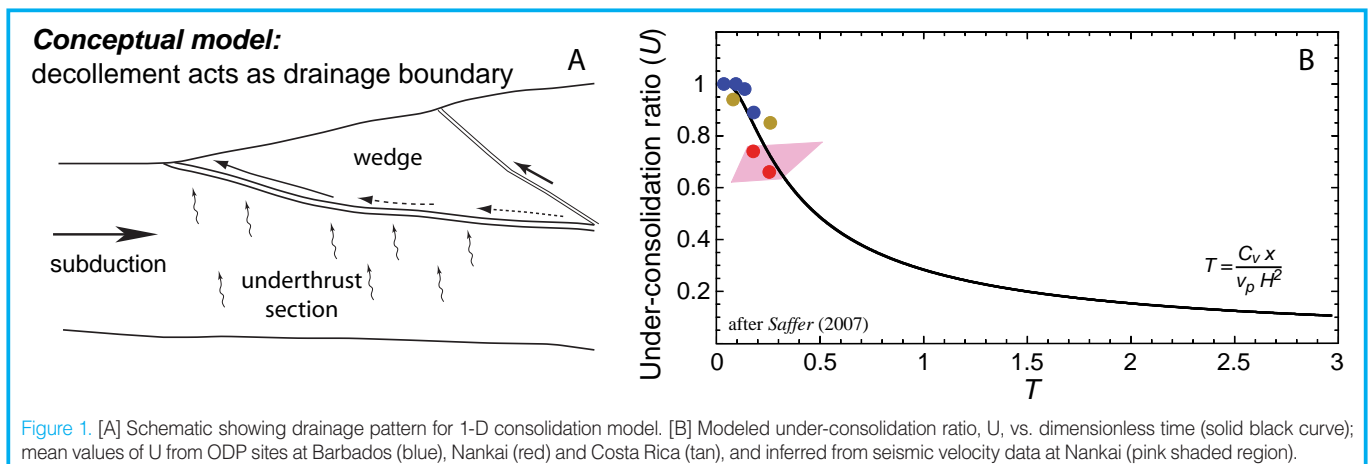 Conceptual model:
decollement acts as drainage boundary
A
wedge
subduction
underthrust
section
B
Under-consolidation ratio (U)
1
0.8
0.6
0.4
0.2
T = C_v x / v_p H^2
after Saffer (2007)
0 0.5 1 1.5 2 2.5 3
T
Figure 1. [A] Schematic showing drainage pattern for 1-D consolidation model. [B] Modeled under-consolidation ratio, U, vs. dimensionless time (solid black curve);
mean values of U from ODP sites at Barbados (blue), Nankai (red) and Costa Rica (tan), and inferred from seismic velocity data at Nankai (pink shaded region).